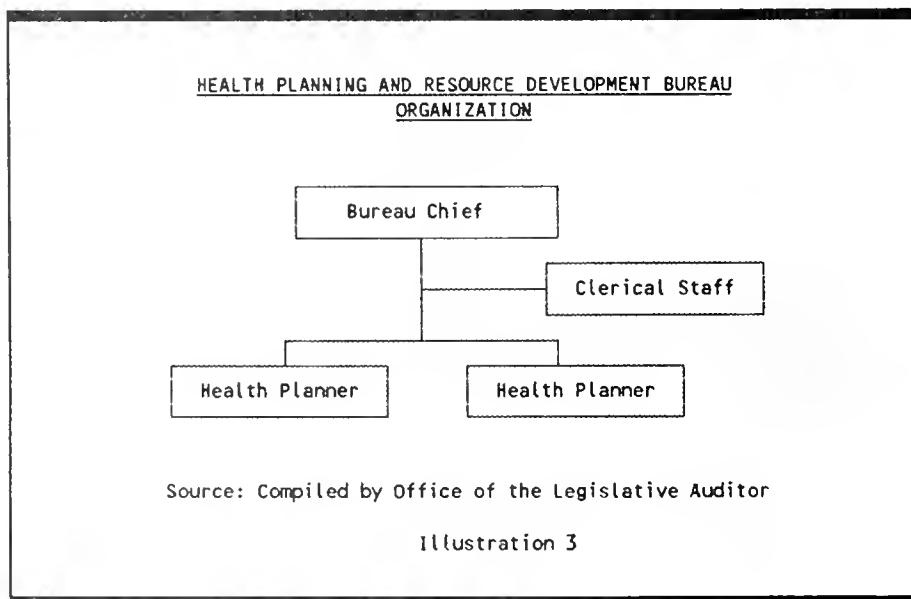 HEALTH PLANNING AND RESOURCE DEVELOPMENT BUREAU
ORGANIZATION
Bureau Chief
Clerical Staff
Health Planner
Health Planner
Source: Compiled by Office of the Legislative Auditor
Illustration 3